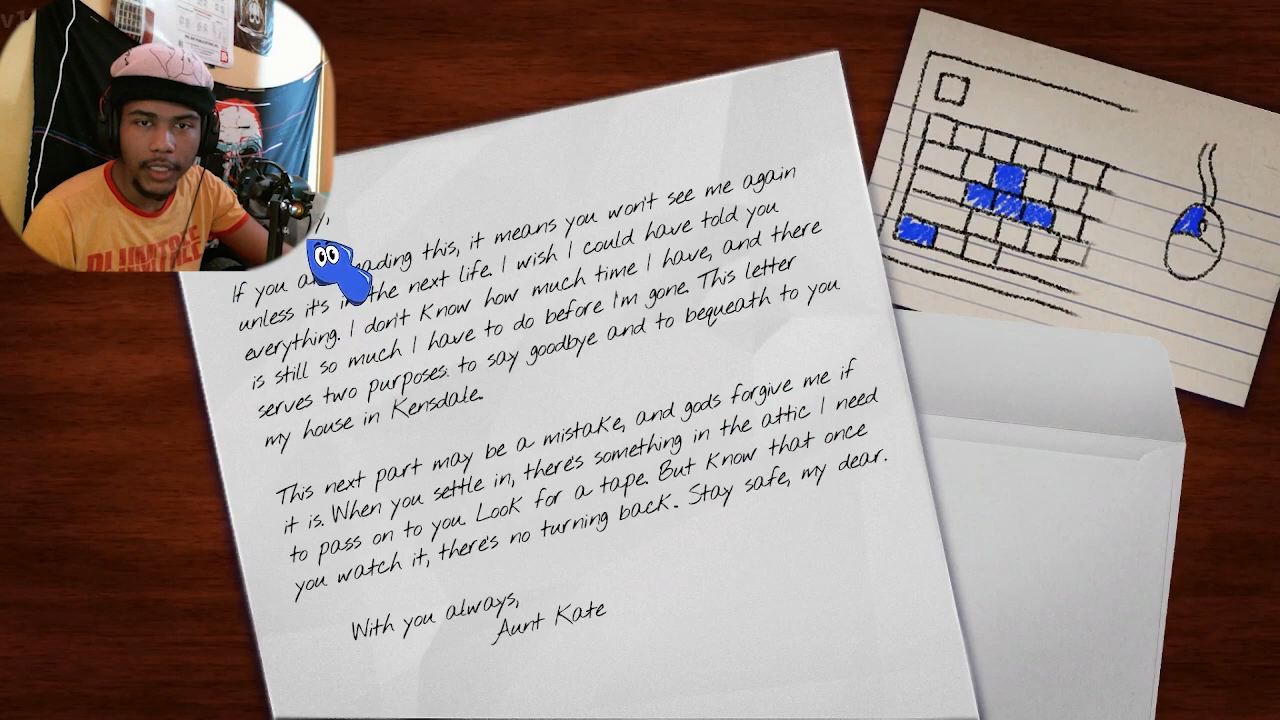 y,
If you a eading this, it means you won't see me again
unless it's in the next life. I wish I could have told you
everything. I don't know how much time I have, and there
is still so much I have to do before I'm gone. This letter
serves two purposes: to say goodbye and to bequeath to you
my house in Kensdale.
This next part may be a mistake, and gods forgive me if
it is. When you settle in, there's something in the attic I need
to pass on to you. Look for a tape. But know that once
you watch it, there's no turning back. Stay safe, my dear.
With you always,
Aunt Kate
PLUMTREE